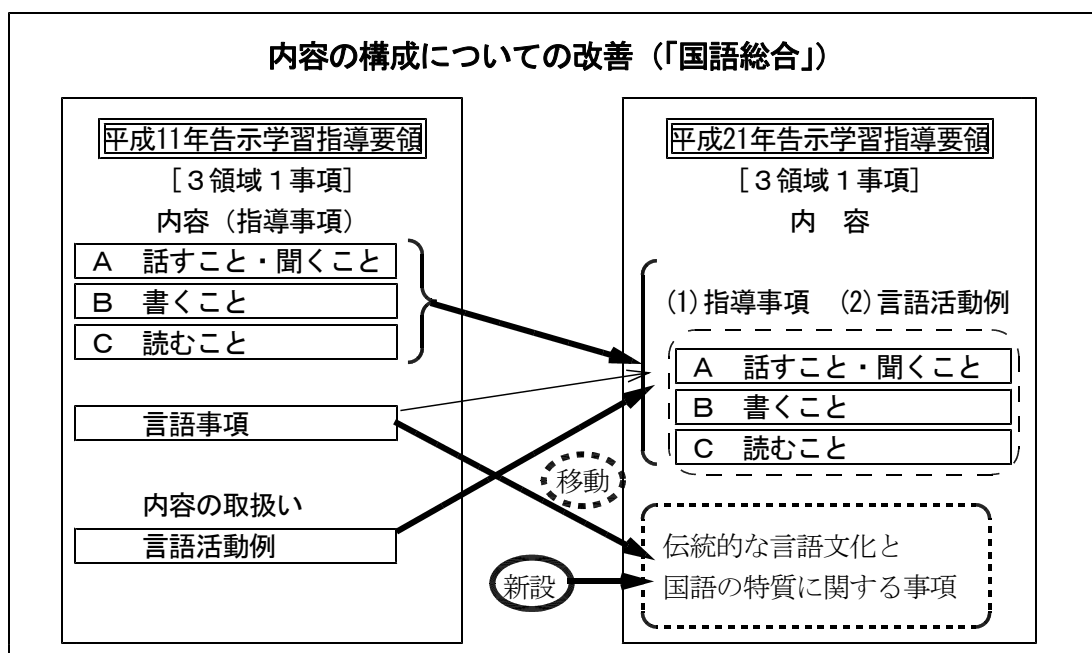 内容の構成についての改善（「国語総合」）
平成11年告示学習指導要領
［３領域１事項］
内容（指導事項）
Ａ　話すこと・聞くこと
Ｂ　書くこと
Ｃ　読むこと
言語事項
内容の取扱い
言語活動例
移動
新設
平成21年告示学習指導要領
［３領域１事項］
内　容
(1)指導事項　(2)言語活動例
Ａ　話すこと・聞くこと
Ｂ　書くこと
Ｃ　読むこと
伝統的な言語文化と
国語の特質に関する事項